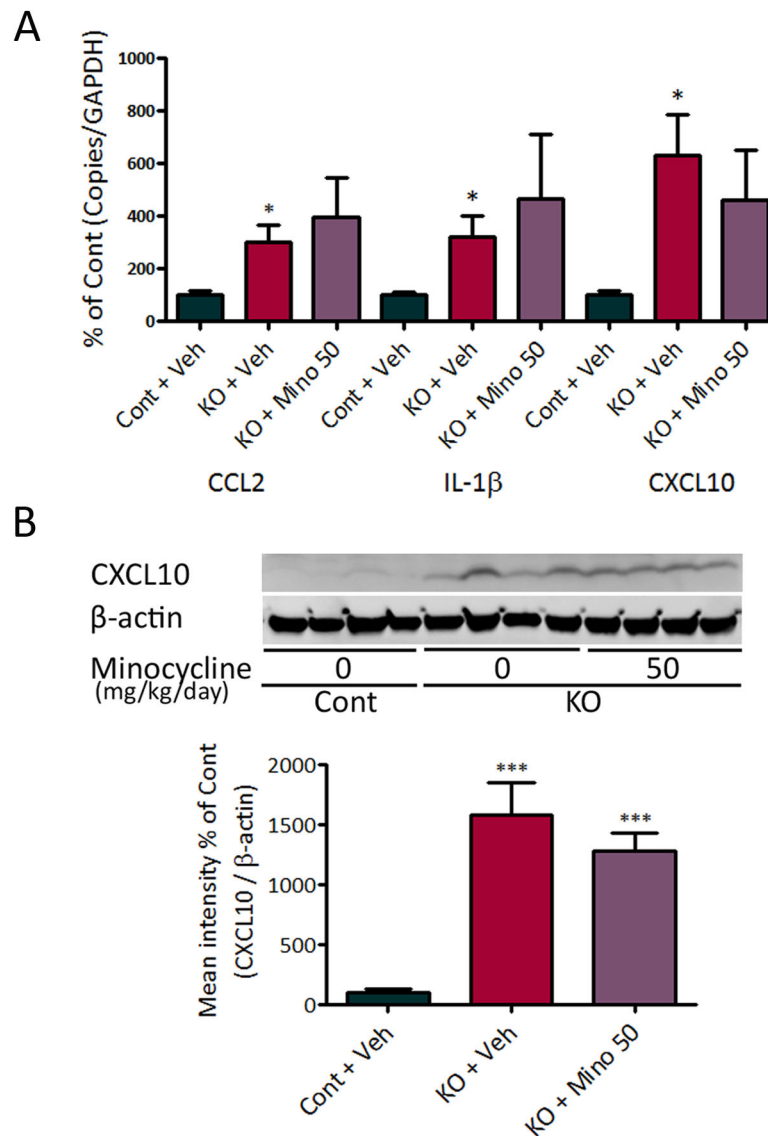 A
% of Cont (Copies/GAPDH)
1000
800
600
400
200
0
*
*
*
Cont + Veh
KO + Veh
KO + Mino 50
Cont + Veh
KO + Veh
KO + Mino 50
Cont + Veh
KO + Veh
KO + Mino 50
CCL2
IL-1β
CXCL10
B
CXCL10
β-actin
Minocycline 0 0 50
(mg/kg/day) Cont KO
Mean intensity % of Cont
(CXCL10 / β-actin)
2000
1500
1000
500
0
***
***
Cont + Veh
KO + Veh
KO + Mino 50